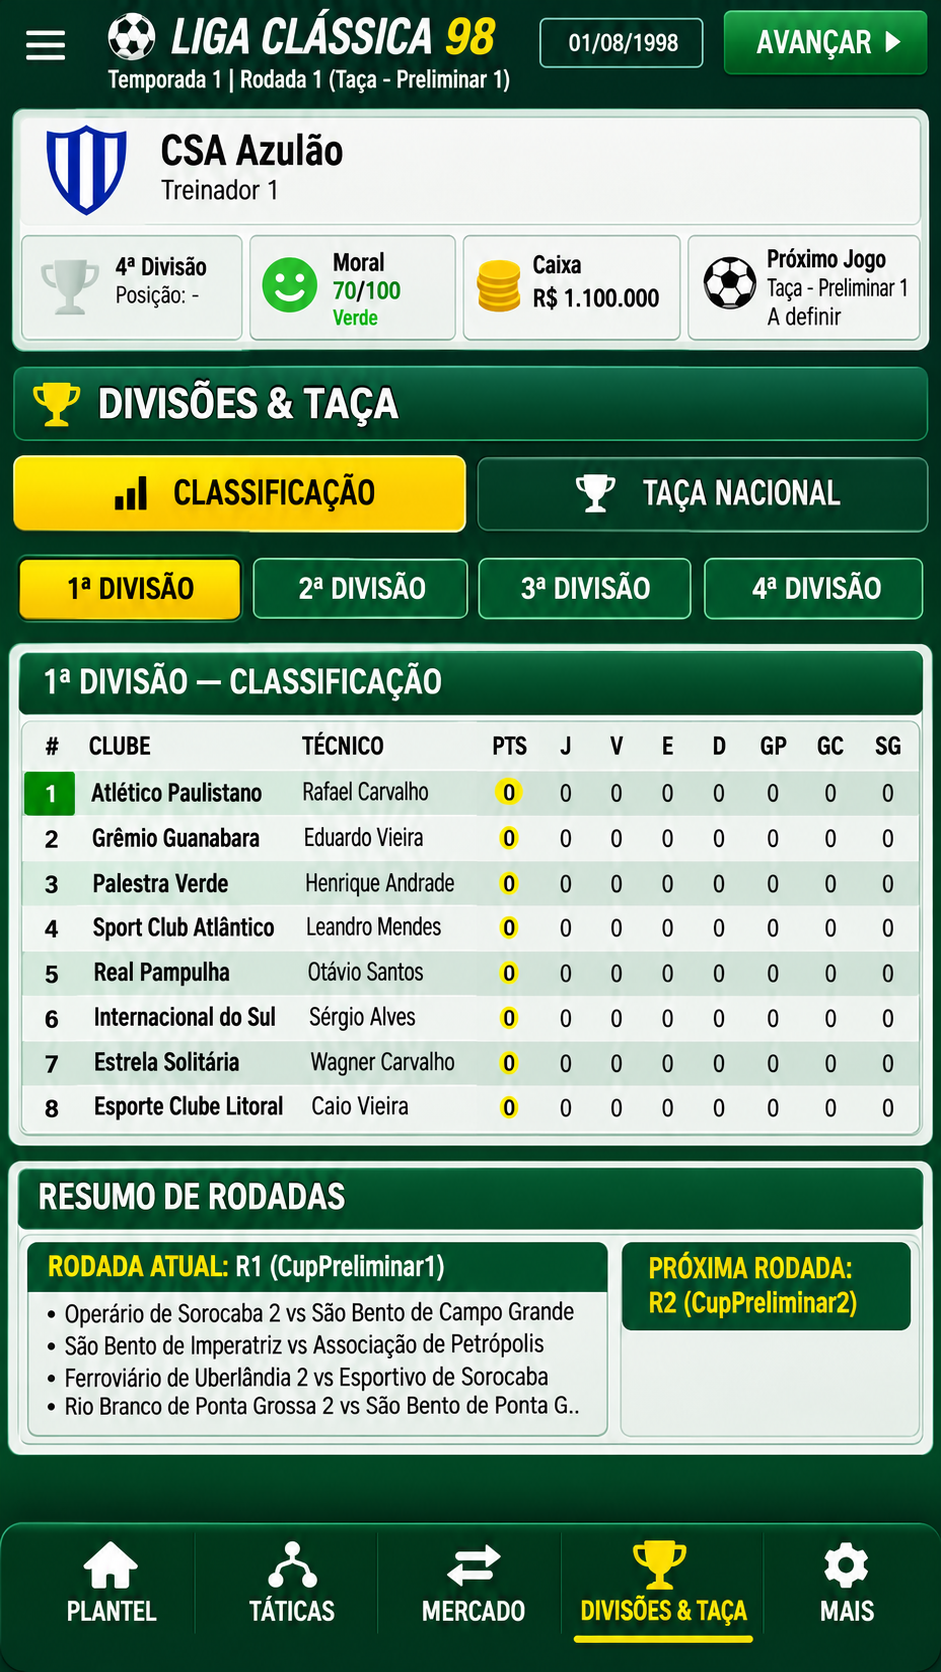 LIGA CLÁSSICA 98
Temporada 1 | Rodada 1 (Taça - Preliminar 1)
01/08/1998
AVANÇAR
CSA Azulão
Treinador 1
4ª Divisão
Posição: -
Moral
70/100
Verde
Caixa
R$ 1.100.000
Próximo Jogo
Taça - Preliminar 1
A definir
DIVISÕES & TAÇA
CLASSIFICAÇÃO
TAÇA NACIONAL
1ª DIVISÃO
2ª DIVISÃO
3ª DIVISÃO
4ª DIVISÃO
1ª DIVISÃO — CLASSIFICAÇÃO
# CLUBE TÉCNICO PTS J V E D GP GC SG
1 Atlético Paulistano Rafael Carvalho 0 0 0 0 0 0 0 0
2 Grêmio Guanabara Eduardo Vieira 0 0 0 0 0 0 0 0
3 Palestra Verde Henrique Andrade 0 0 0 0 0 0 0 0
4 Sport Club Atlântico Leandro Mendes 0 0 0 0 0 0 0 0
5 Real Pampulha Otávio Santos 0 0 0 0 0 0 0 0
6 Internacional do Sul Sérgio Alves 0 0 0 0 0 0 0 0
7 Estrela Solitária Wagner Carvalho 0 0 0 0 0 0 0 0
8 Esporte Clube Litoral Caio Vieira 0 0 0 0 0 0 0 0
RESUMO DE RODADAS
RODADA ATUAL: R1 (CupPreliminar1)
• Operário de Sorocaba 2 vs São Bento de Campo Grande
• São Bento de Imperatriz vs Associação de Petrópolis
• Ferroviário de Uberlândia 2 vs Esportivo de Sorocaba
• Rio Branco de Ponta Grossa 2 vs São Bento de Ponta G..
PRÓXIMA RODADA:
R2 (CupPreliminar2)
PLANTEL
TÁTICAS
MERCADO
DIVISÕES & TAÇA
MAIS